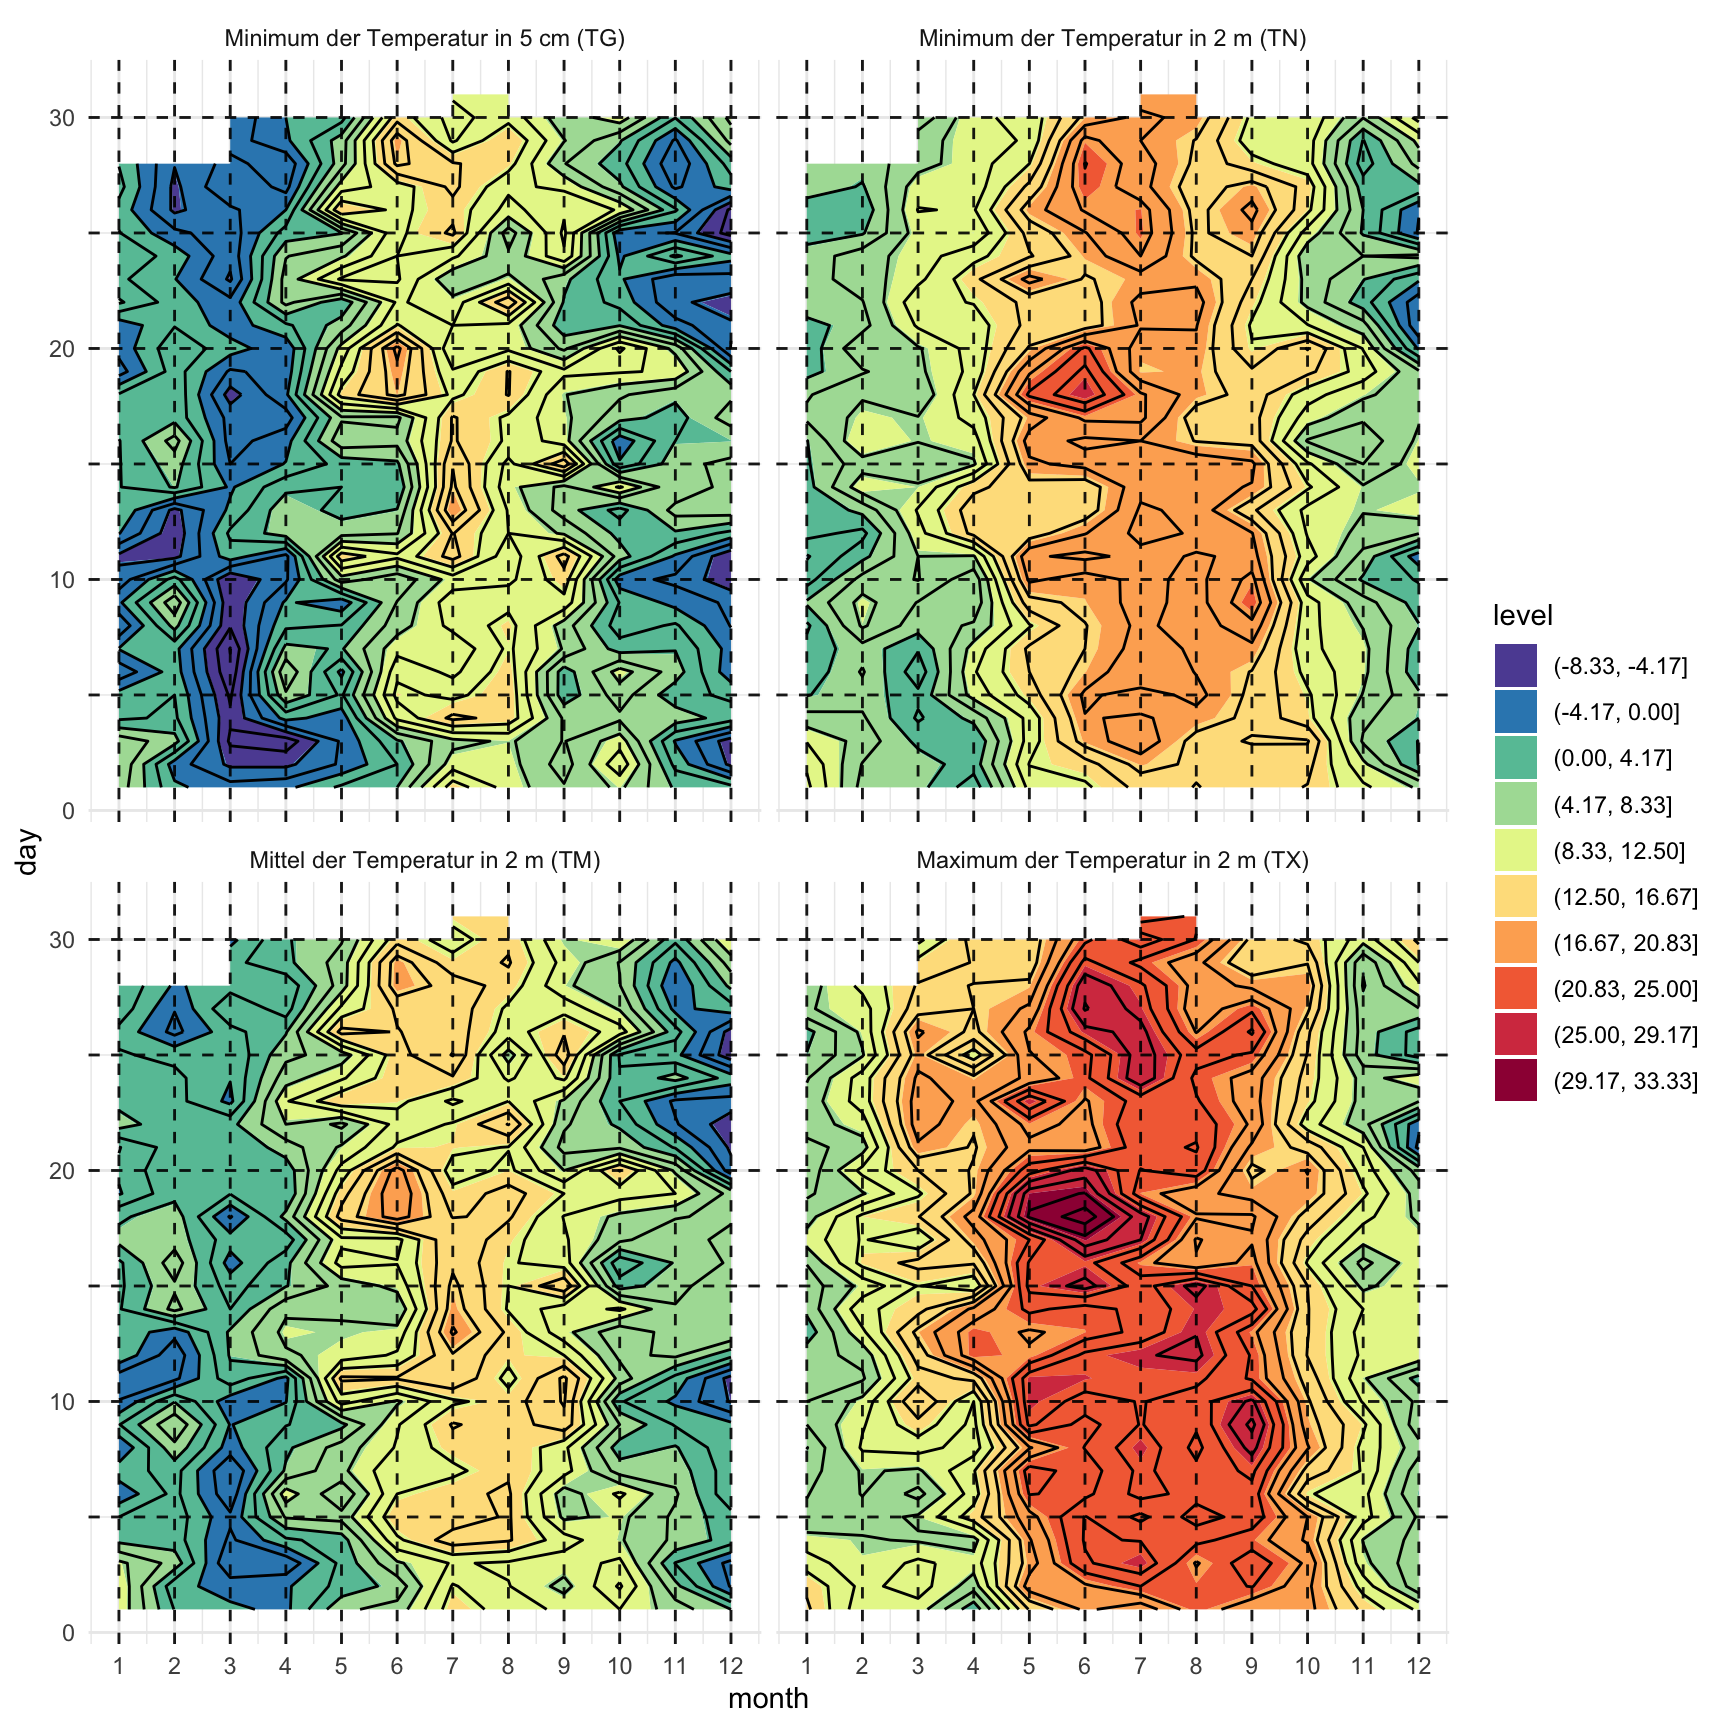 Minimum der Temperatur in 5 cm (TG)
Minimum der Temperatur in 2 m (TN)
30
20
10
0
Mittel der Temperatur in 2 m (TM)
Maximum der Temperatur in 2 m (TX)
30
20
10
0
day
1 2 3 4 5 6 7 8 9 10 11 12
1 2 3 4 5 6 7 8 9 10 11 12
month
level
(-8.33, -4.17]
(-4.17, 0.00]
(0.00, 4.17]
(4.17, 8.33]
(8.33, 12.50]
(12.50, 16.67]
(16.67, 20.83]
(20.83, 25.00]
(25.00, 29.17]
(29.17, 33.33]